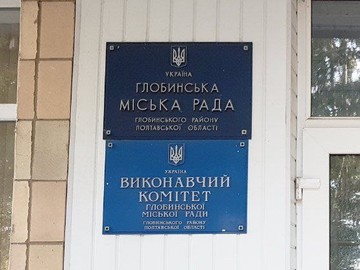 УКРАЇНА
ГЛОБИНСЬКА
МІСЬКА РАДА
ГЛОБИНСЬКОГО РАЙОНУ
ПОЛТАВСЬКОЇ ОБЛАСТІ
УКРАЇНА
ВИКОНАВЧИЙ
КОМІТЕТ
ГЛОБИНСЬКОЇ
МІСЬКОЇ РАДИ
ГЛОБИНСЬКОГО РАЙОНУ
ПОЛТАВСЬКОЇ ОБЛАСТІ